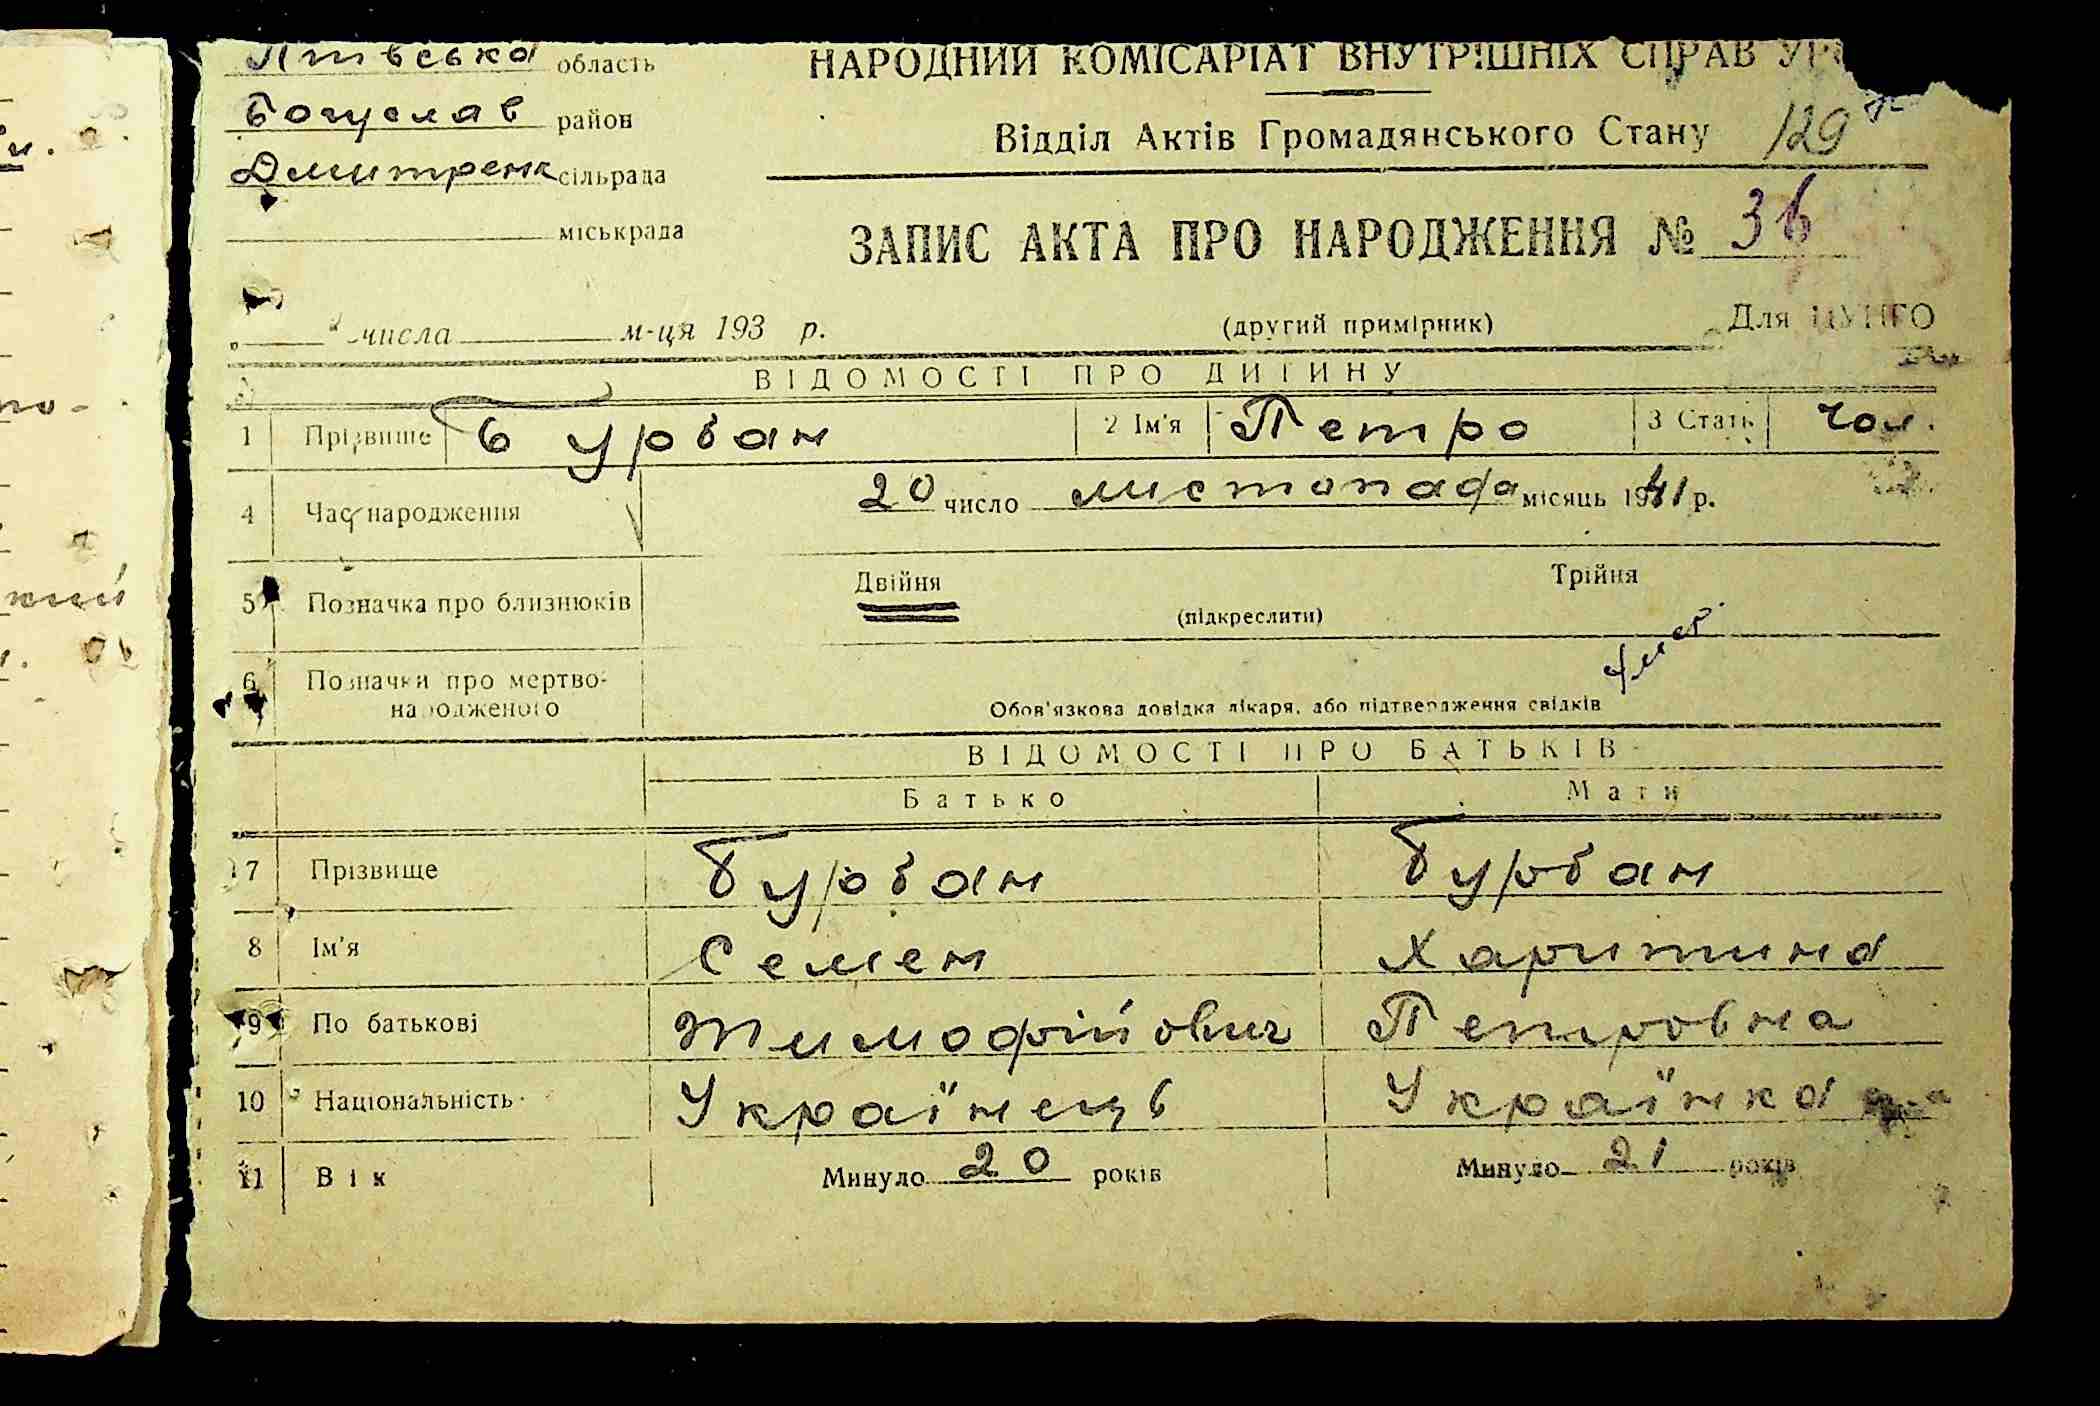 область
НАРОДНИЙ КОМІСАРІАТ ВНУТРІШНІХ СПРАВ УР
Богуслав район
Відділ Актів Громадянського Стану 129
Дмитренк сільрада
міськрада
ЗАПИС АКТА ПРО НАРОДЖЕННЯ № 36
" " числа м-ця 193 р.
(другий примірник)
Для ЦУНГО
ВІДОМОСТІ ПРО ДИТИНУ
1 Прізвище Бурбан 2 Ім'я Петро 3 Стать Чол.
4 Час народження 20 число листопада місяць 1941 р.
5 Позначка про близнюків Двійня (підкреслити) Трійня
6 Позначки про мертво-
народженого Обов'язкова довідка лікаря, або підтвердження свідків
ВІДОМОСТІ ПРО БАТЬКІВ
Батько Мати
7 Прізвище Бурбан Бурбан
8 Ім'я Семен Харитина
9 По батькові Тимофійович Петровна
10 Національність Українець Українка
11 Вік Минуло 20 років Минуло 21 років